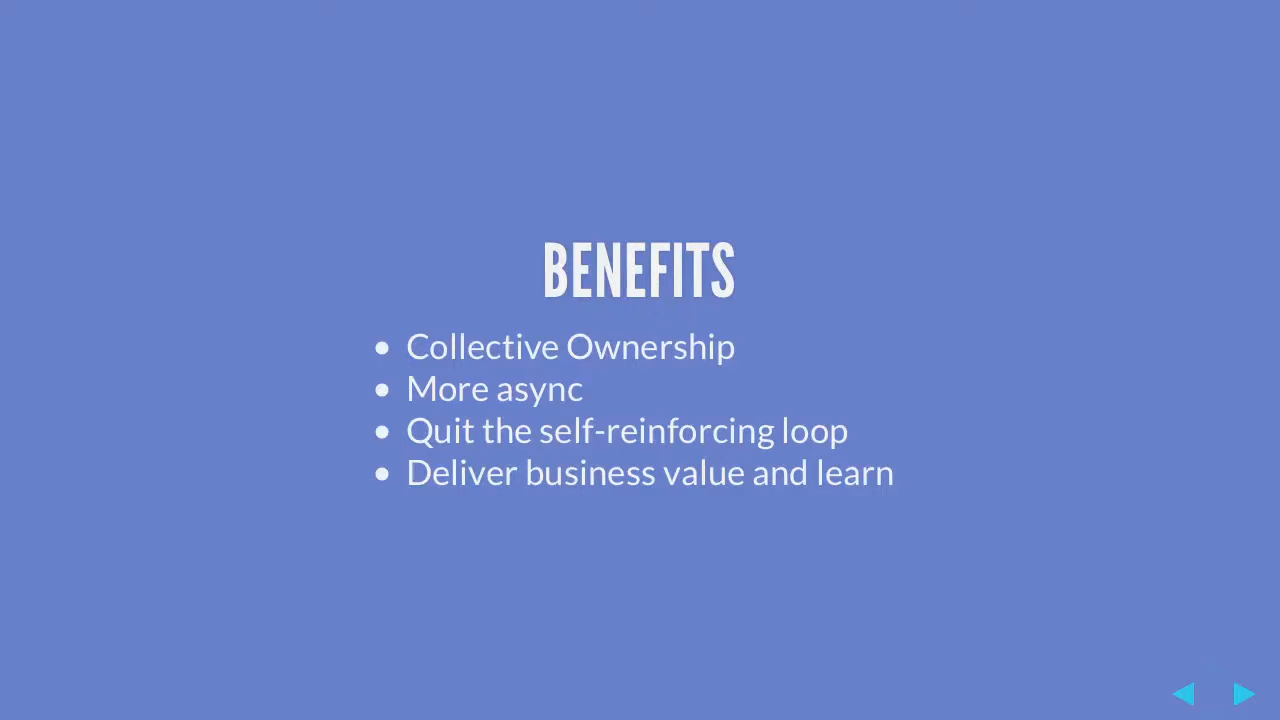 BENEFITS
• Collective Ownership
• More async
• Quit the self-reinforcing loop
• Deliver business value and learn